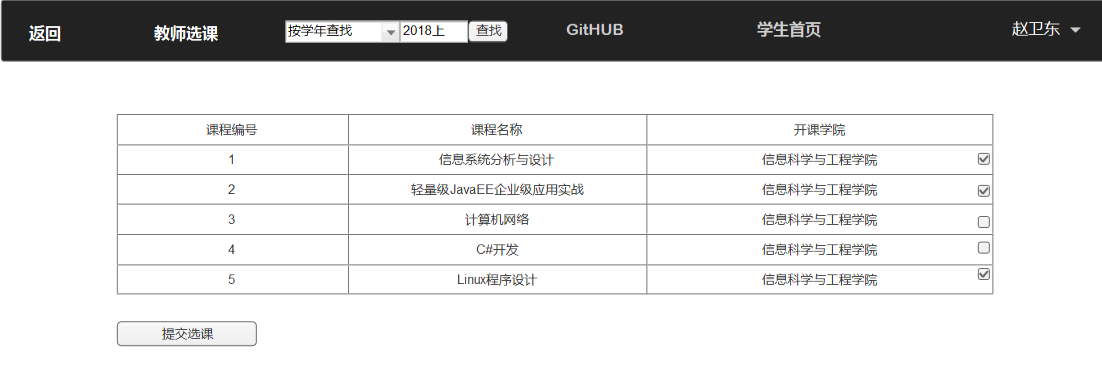 返回 教师选课 按学年查找 2018上 查找 GitHUB 学生首页 赵卫东
课程编号 课程名称 开课学院
1 信息系统分析与设计 信息科学与工程学院
2 轻量级JavaEE企业级应用实战 信息科学与工程学院
3 计算机网络 信息科学与工程学院
4 C#开发 信息科学与工程学院
5 Linux程序设计 信息科学与工程学院
提交选课